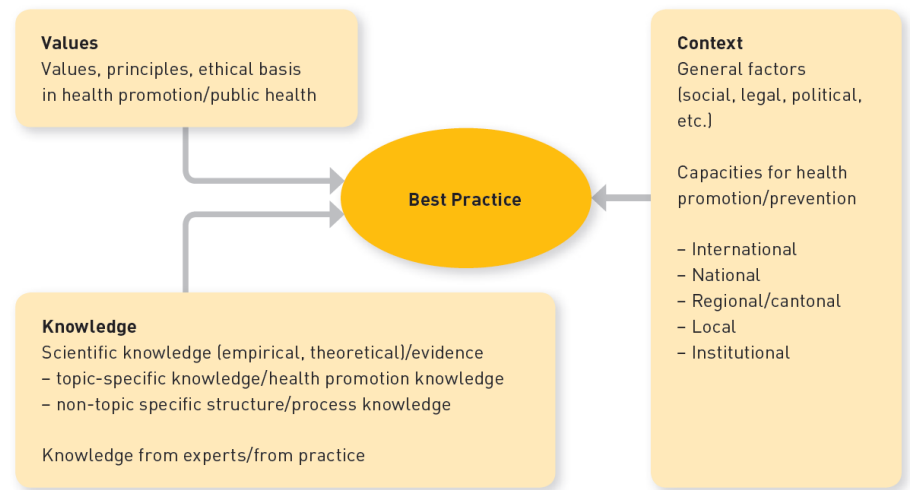 Values
Values, principles, ethical basis
in health promotion/public health
Best Practice
Knowledge
Scientific knowledge (empirical, theoretical)/evidence
– topic-specific knowledge/health promotion knowledge
– non-topic specific structure/process knowledge
Knowledge from experts/from practice
Context
General factors
(social, legal, political,
etc.)
Capacities for health
promotion/prevention
– International
– National
– Regional/cantonal
– Local
– Institutional